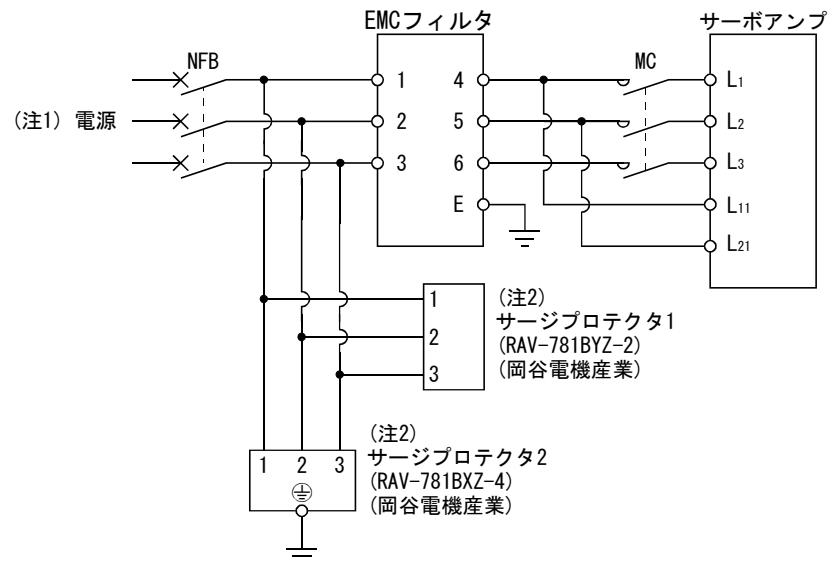 EMCフィルタ
サーボアンプ
NFB
MC
(注1) 電源
1
2
3
4
5
6
E
L1
L2
L3
L11
L21
1
2
3
(注2)
サージプロテクタ1
(RAV-781BYZ-2)
(岡谷電機産業)
1 2 3
(注2)
サージプロテクタ2
(RAV-781BXZ-4)
(岡谷電機産業)